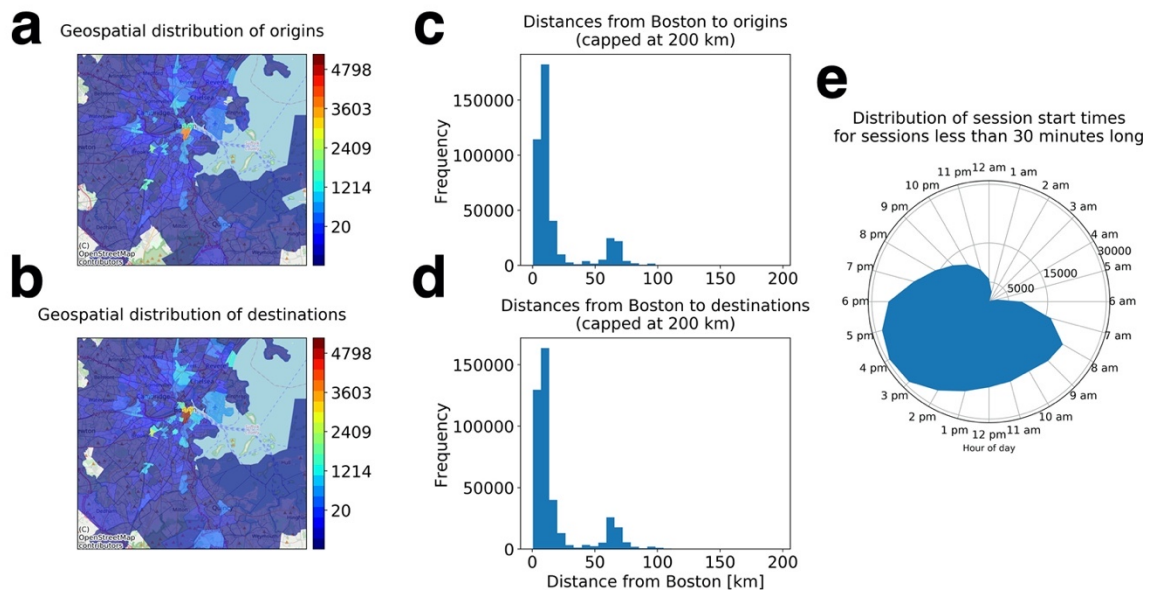 a
Geospatial distribution of origins
4798
3603
2409
1214
20
(C)
OpenStreetMap
contributors
b
Geospatial distribution of destinations
4798
3603
2409
1214
20
(C)
OpenStreetMap
contributors
c
Distances from Boston to origins
(capped at 200 km)
Frequency
150000
100000
50000
0
0
50
100
150
200
d
Distances from Boston to destinations
(capped at 200 km)
Frequency
150000
100000
50000
0
0
50
100
150
200
Distance from Boston [km]
e
Distribution of session start times
for sessions less than 30 minutes long
12 am
1 am
2 am
3 am
4 am
5 am
6 am
7 am
8 am
9 am
10 am
11 am
12 pm
1 pm
2 pm
3 pm
4 pm
5 pm
6 pm
7 pm
8 pm
9 pm
10 pm
11 pm
5000
15000
30000
Hour of day